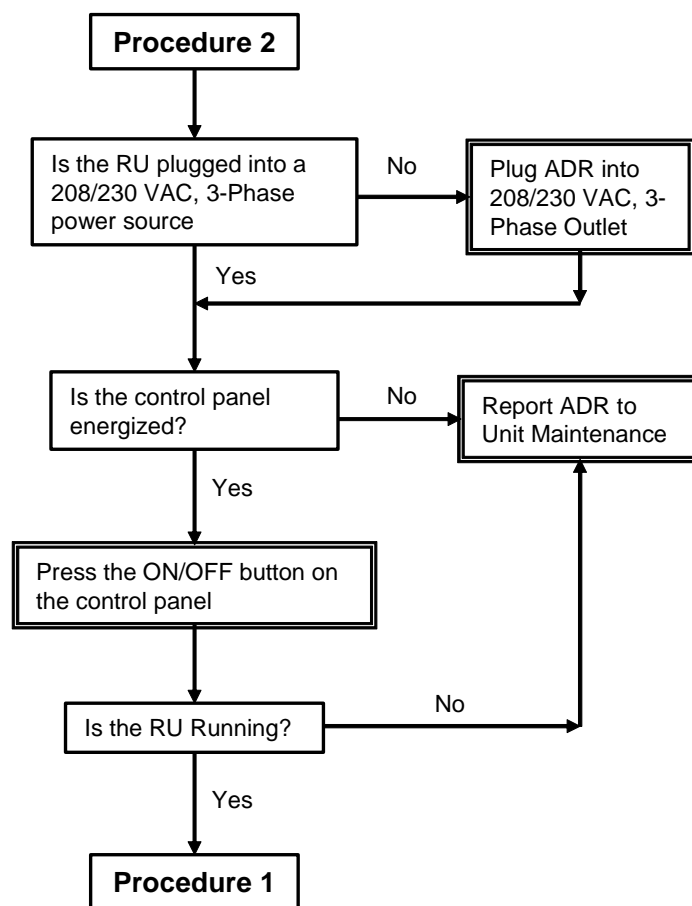 Procedure 2
Is the RU plugged into a
208/230 VAC, 3-Phase
power source
No
Plug ADR into
208/230 VAC, 3-
Phase Outlet
Yes
Is the control panel
energized?
No
Report ADR to
Unit Maintenance
Yes
Press the ON/OFF button on
the control panel
Is the RU Running?
No
Yes
Procedure 1